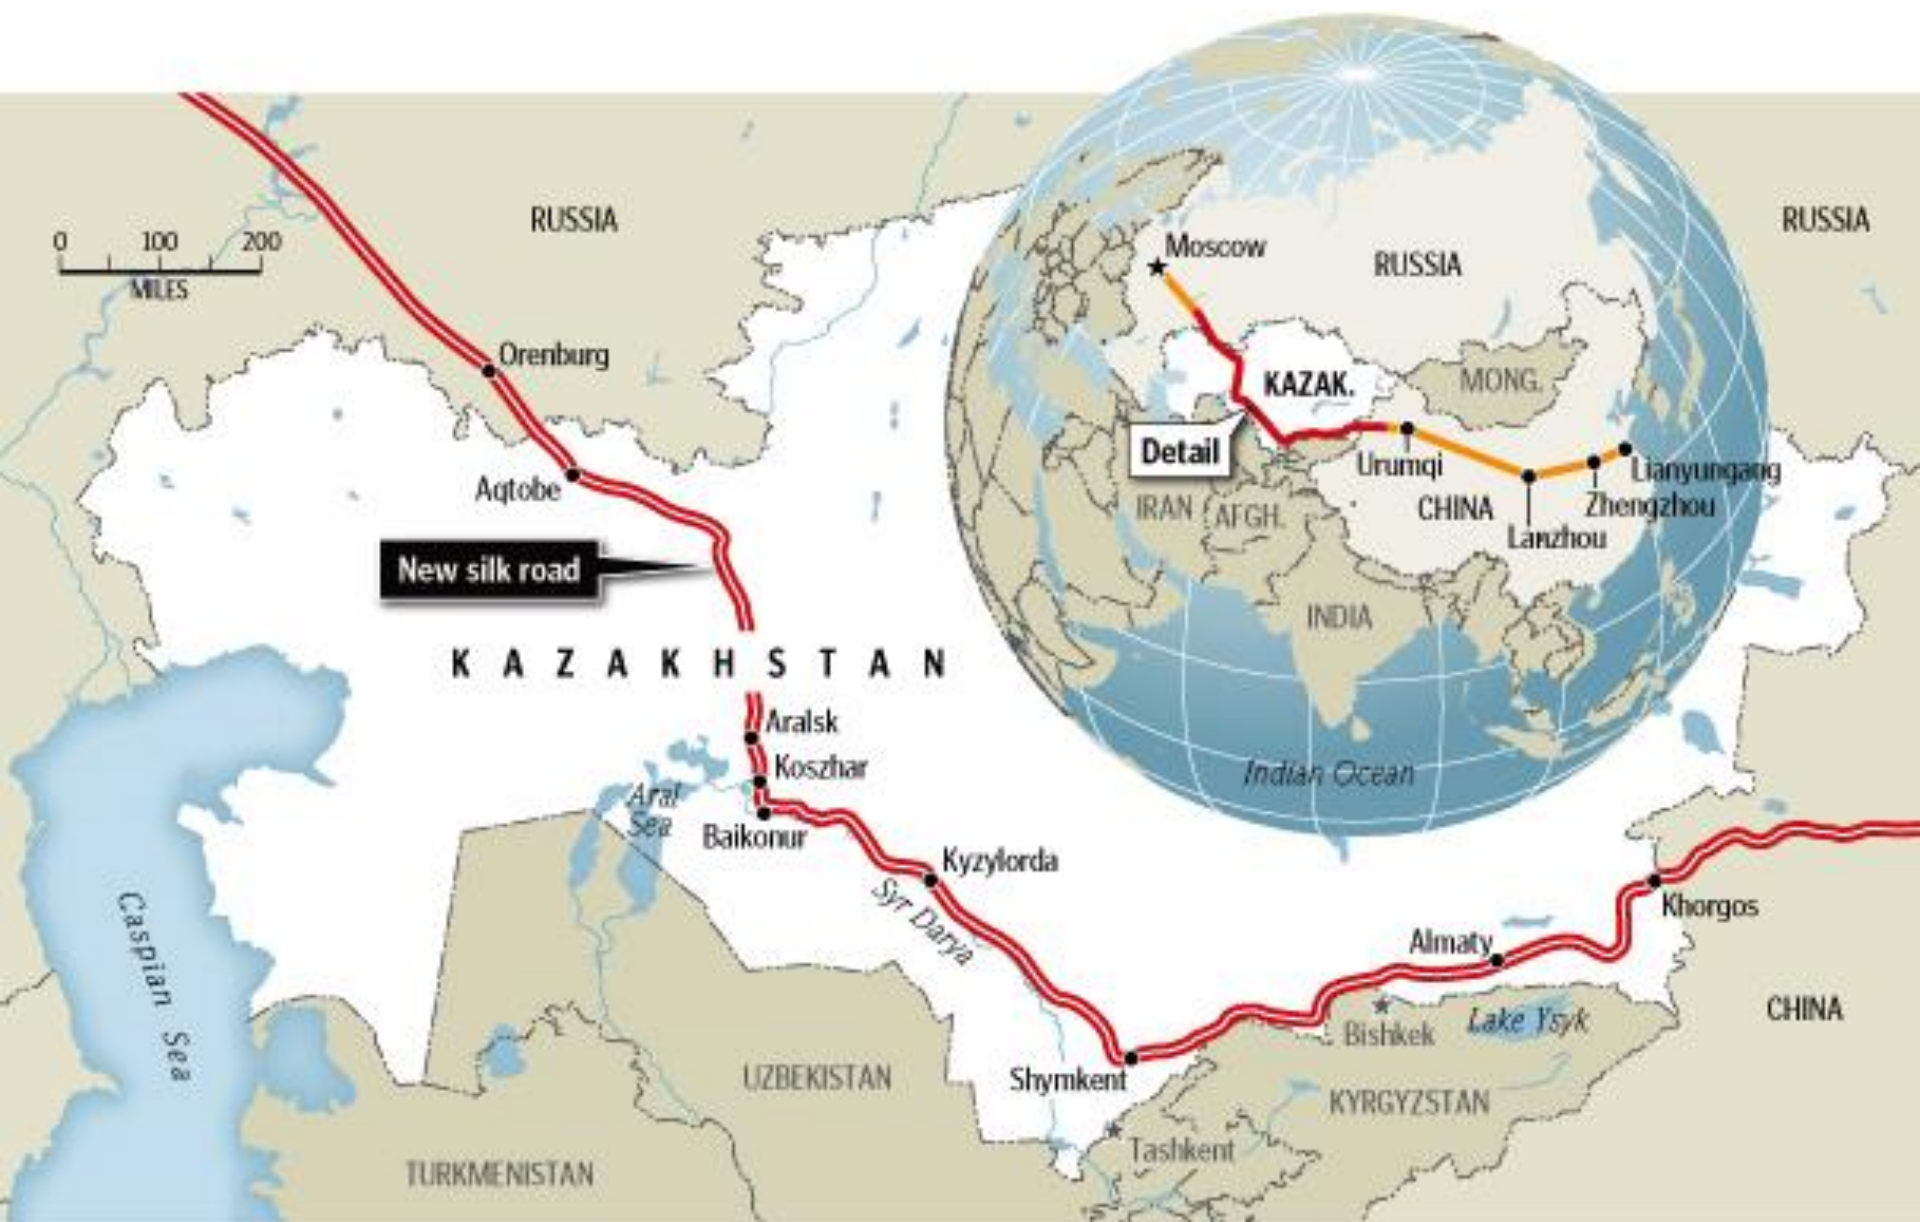 RUSSIA
0 100 200
MILES
Orenburg
Aqtobe
New silk road
KAZAKHSTAN
Aralsk
Koszhar
Aral
Sea
Baikonur
Kyzylorda
Syr Darya
Caspian Sea
Shymkent
Almaty
Khorgos
Bishkek
Lake Ysyk
KYRGYZSTAN
Tashkent
UZBEKISTAN
TURKMENISTAN
CHINA
RUSSIA
Moscow
RUSSIA
KAZAK.
MONG.
Detail
Urumqi
Lianyungang
Zhengzhou
CHINA
Lanzhou
IRAN
AFGH.
INDIA
Indian Ocean